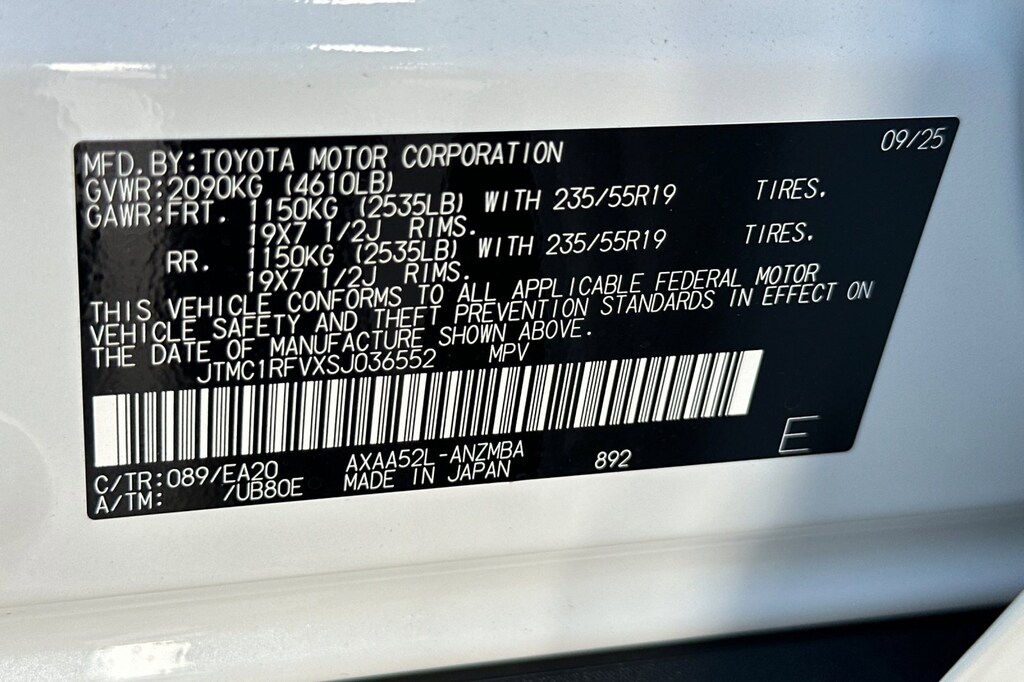 09/25
MFD. BY:TOYOTA MOTOR CORPORATION
GVWR:2090KG (4610LB)
GAWR:FRT. 1150KG (2535LB) WITH 235/55R19 TIRES.
19X7 1/2J RIMS.
RR. 1150KG (2535LB) WITH 235/55R19 TIRES.
19X7 1/2J RIMS.
THIS VEHICLE CONFORMS TO ALL APPLICABLE FEDERAL MOTOR
VEHICLE SAFETY AND THEFT PREVENTION STANDARDS IN EFFECT ON
THE DATE OF MANUFACTURE SHOWN ABOVE.
JTMC1RFVXSJ036552 MPV
E
C/TR:089/EA20 AXAA52L-ANZMBA 892
A/TM: /UB80E MADE IN JAPAN